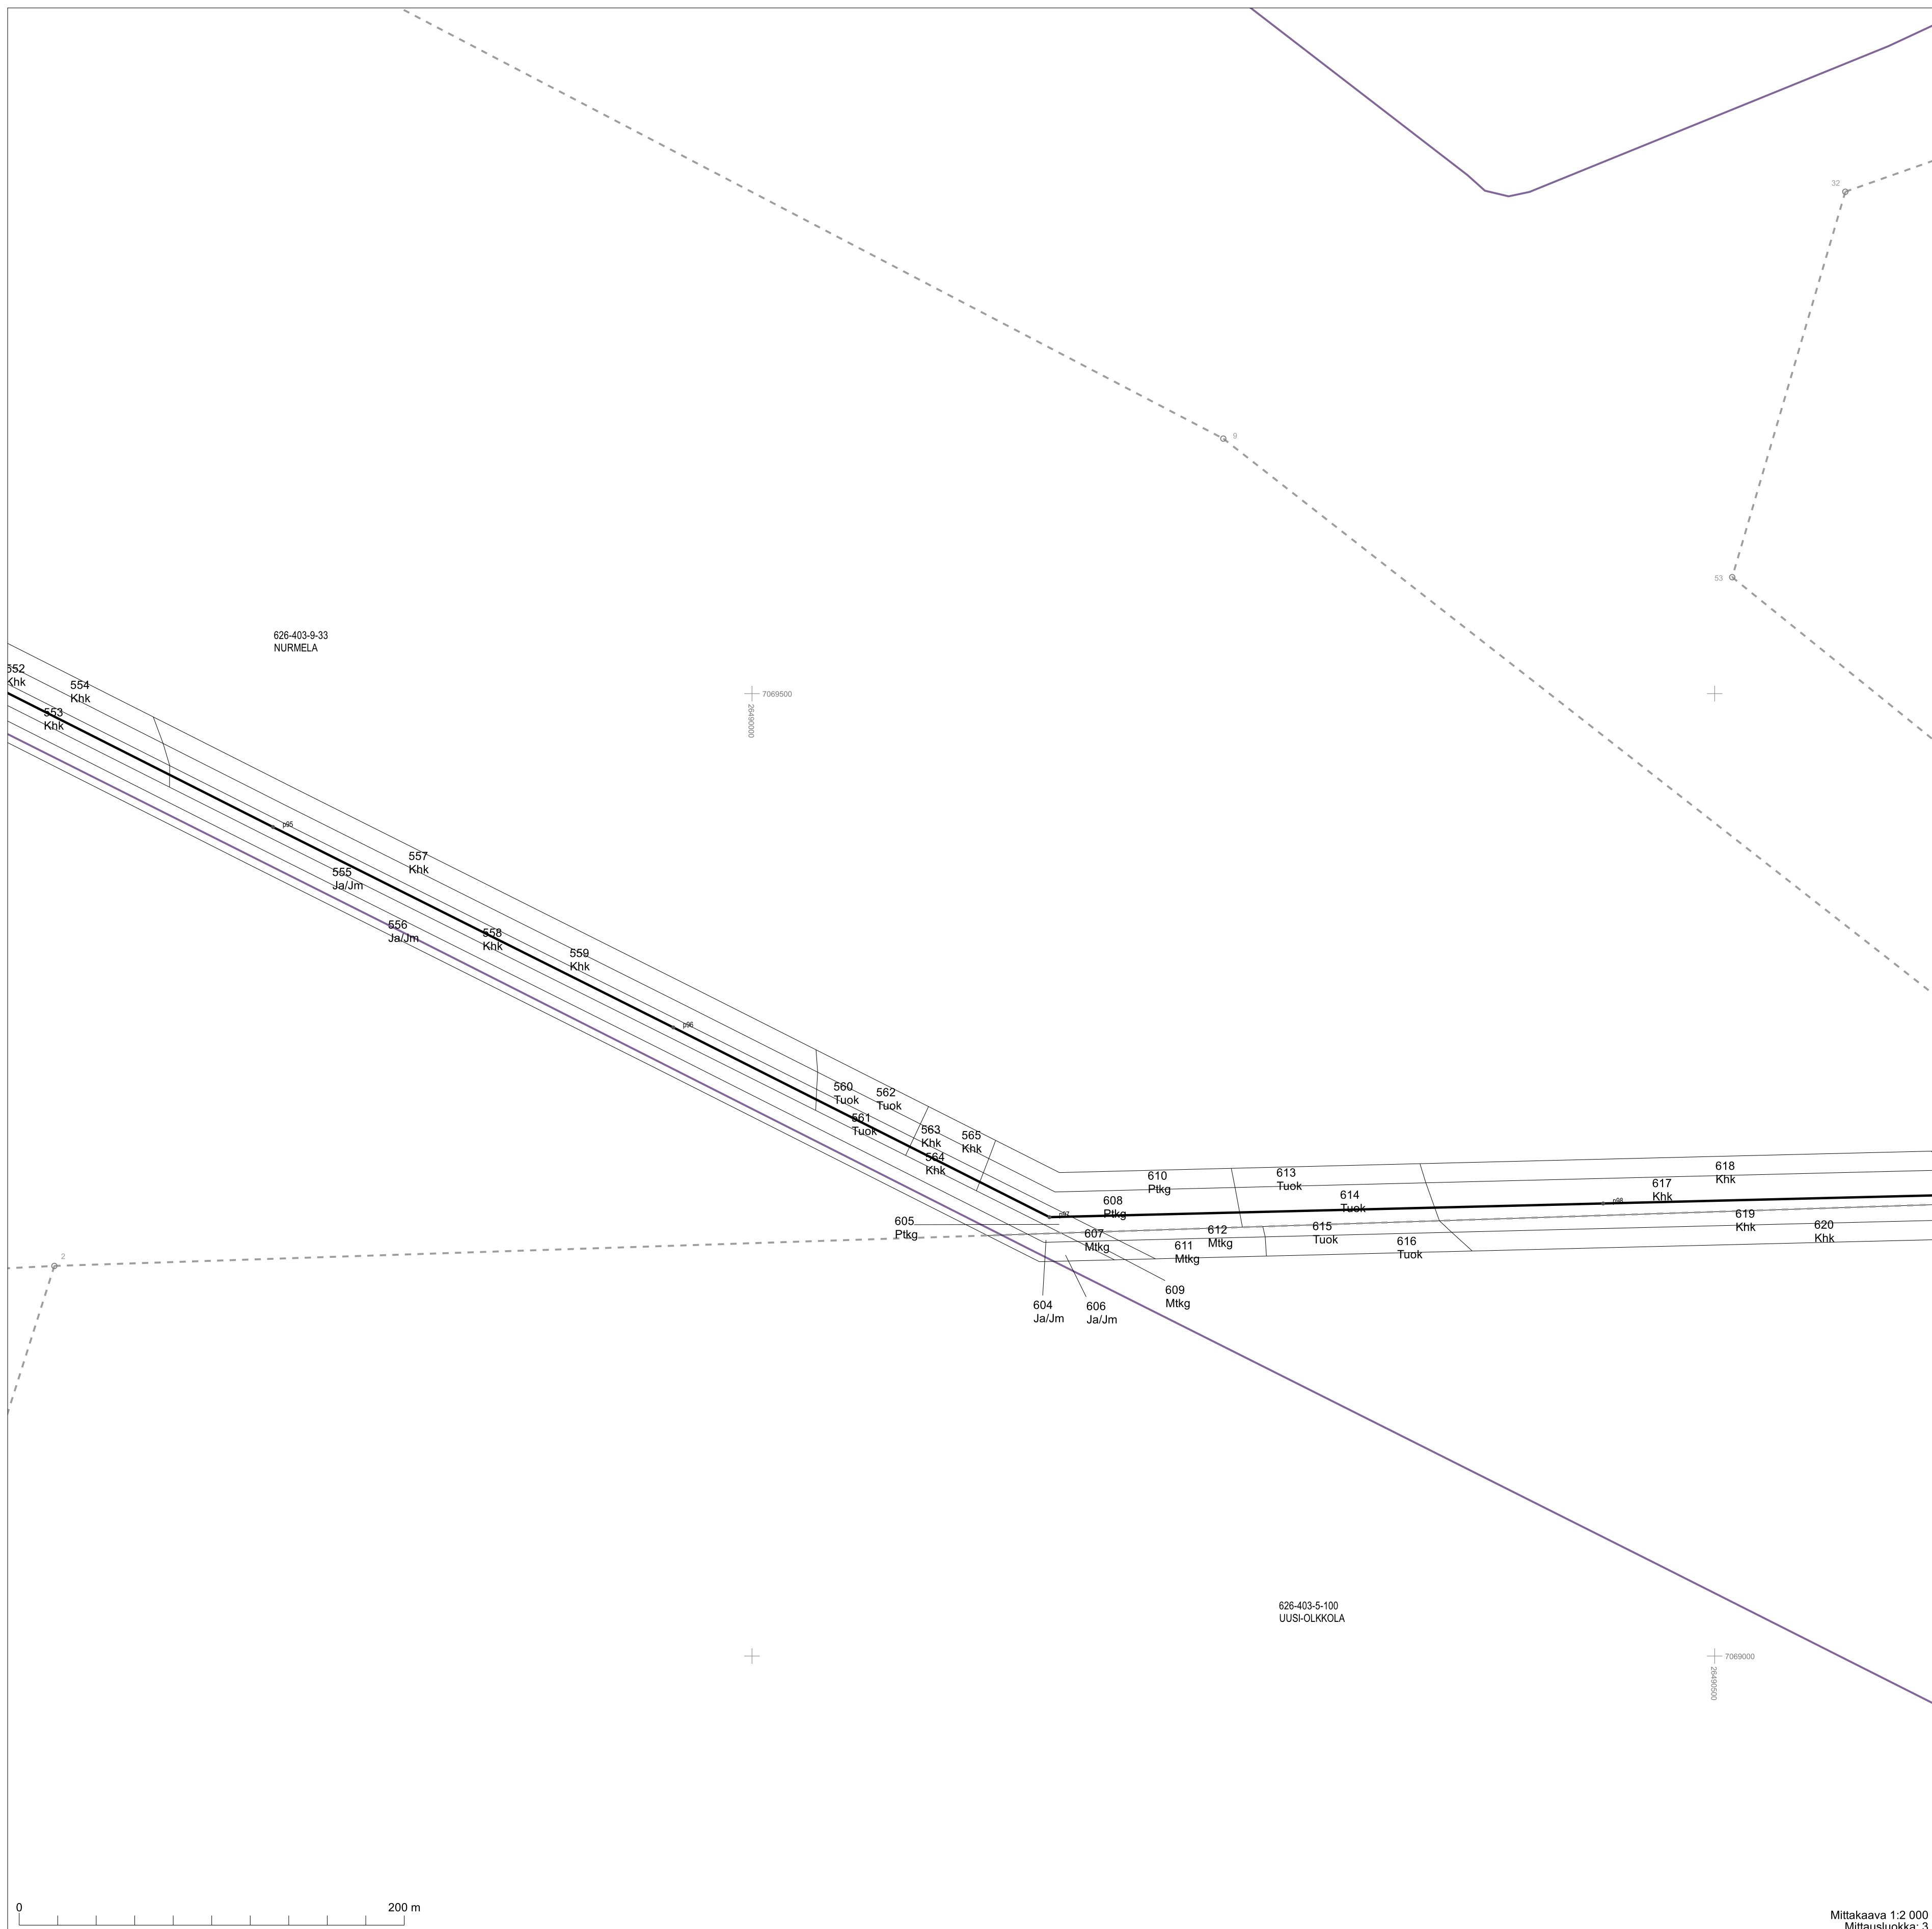 32
9
53
626-403-9-33
NURMELA
552
Khk
554
Khk
553
Khk
7069500
26490000
p95
557
Khk
555
Ja/Jm
556
Ja/Jm
558
Khk
559
Khk
p96
560
Tuok
562
Tuok
561
Tuok
563
Khk
565
Khk
564
Khk
610
Ptkg
613
Tuok
618
Khk
617
Khk
614
Tuok
608
Ptkg
p97
p98
605
Ptkg
607
Mtkg
612
Mtkg
611
Mtkg
615
Tuok
616
Tuok
619
Khk
620
Khk
2
609
Mtkg
604
Ja/Jm
606
Ja/Jm
626-403-5-100
UUSI-OLKKOLA
7069000
26490500
0
200 m
Mittakaava 1:2 000
Mittausluokka: 3